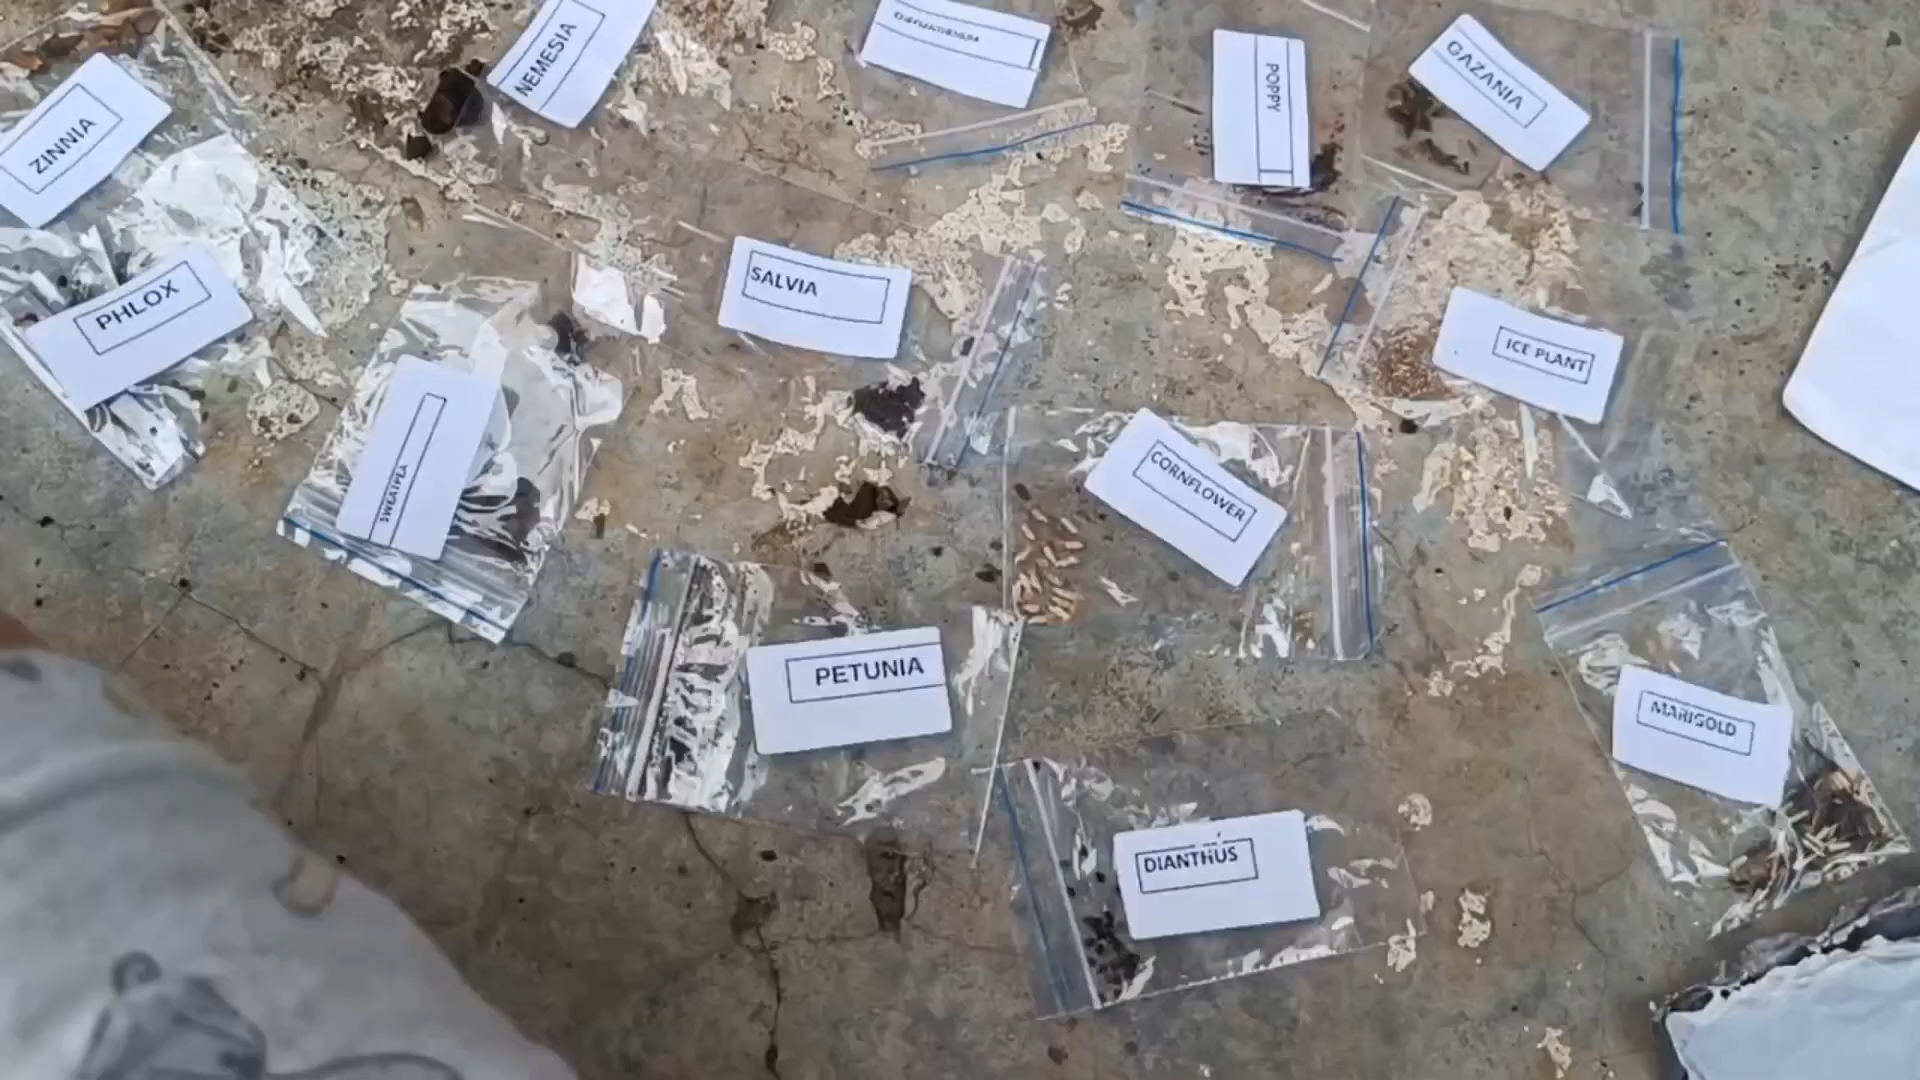 NEMESIA
POPPY
GAZANIA
ZINNIA
PHLOX
SALVIA
ICE PLANT
SWEATPEA
CORNFLOWER
PETUNIA
MARIGOLD
DIANTHUS